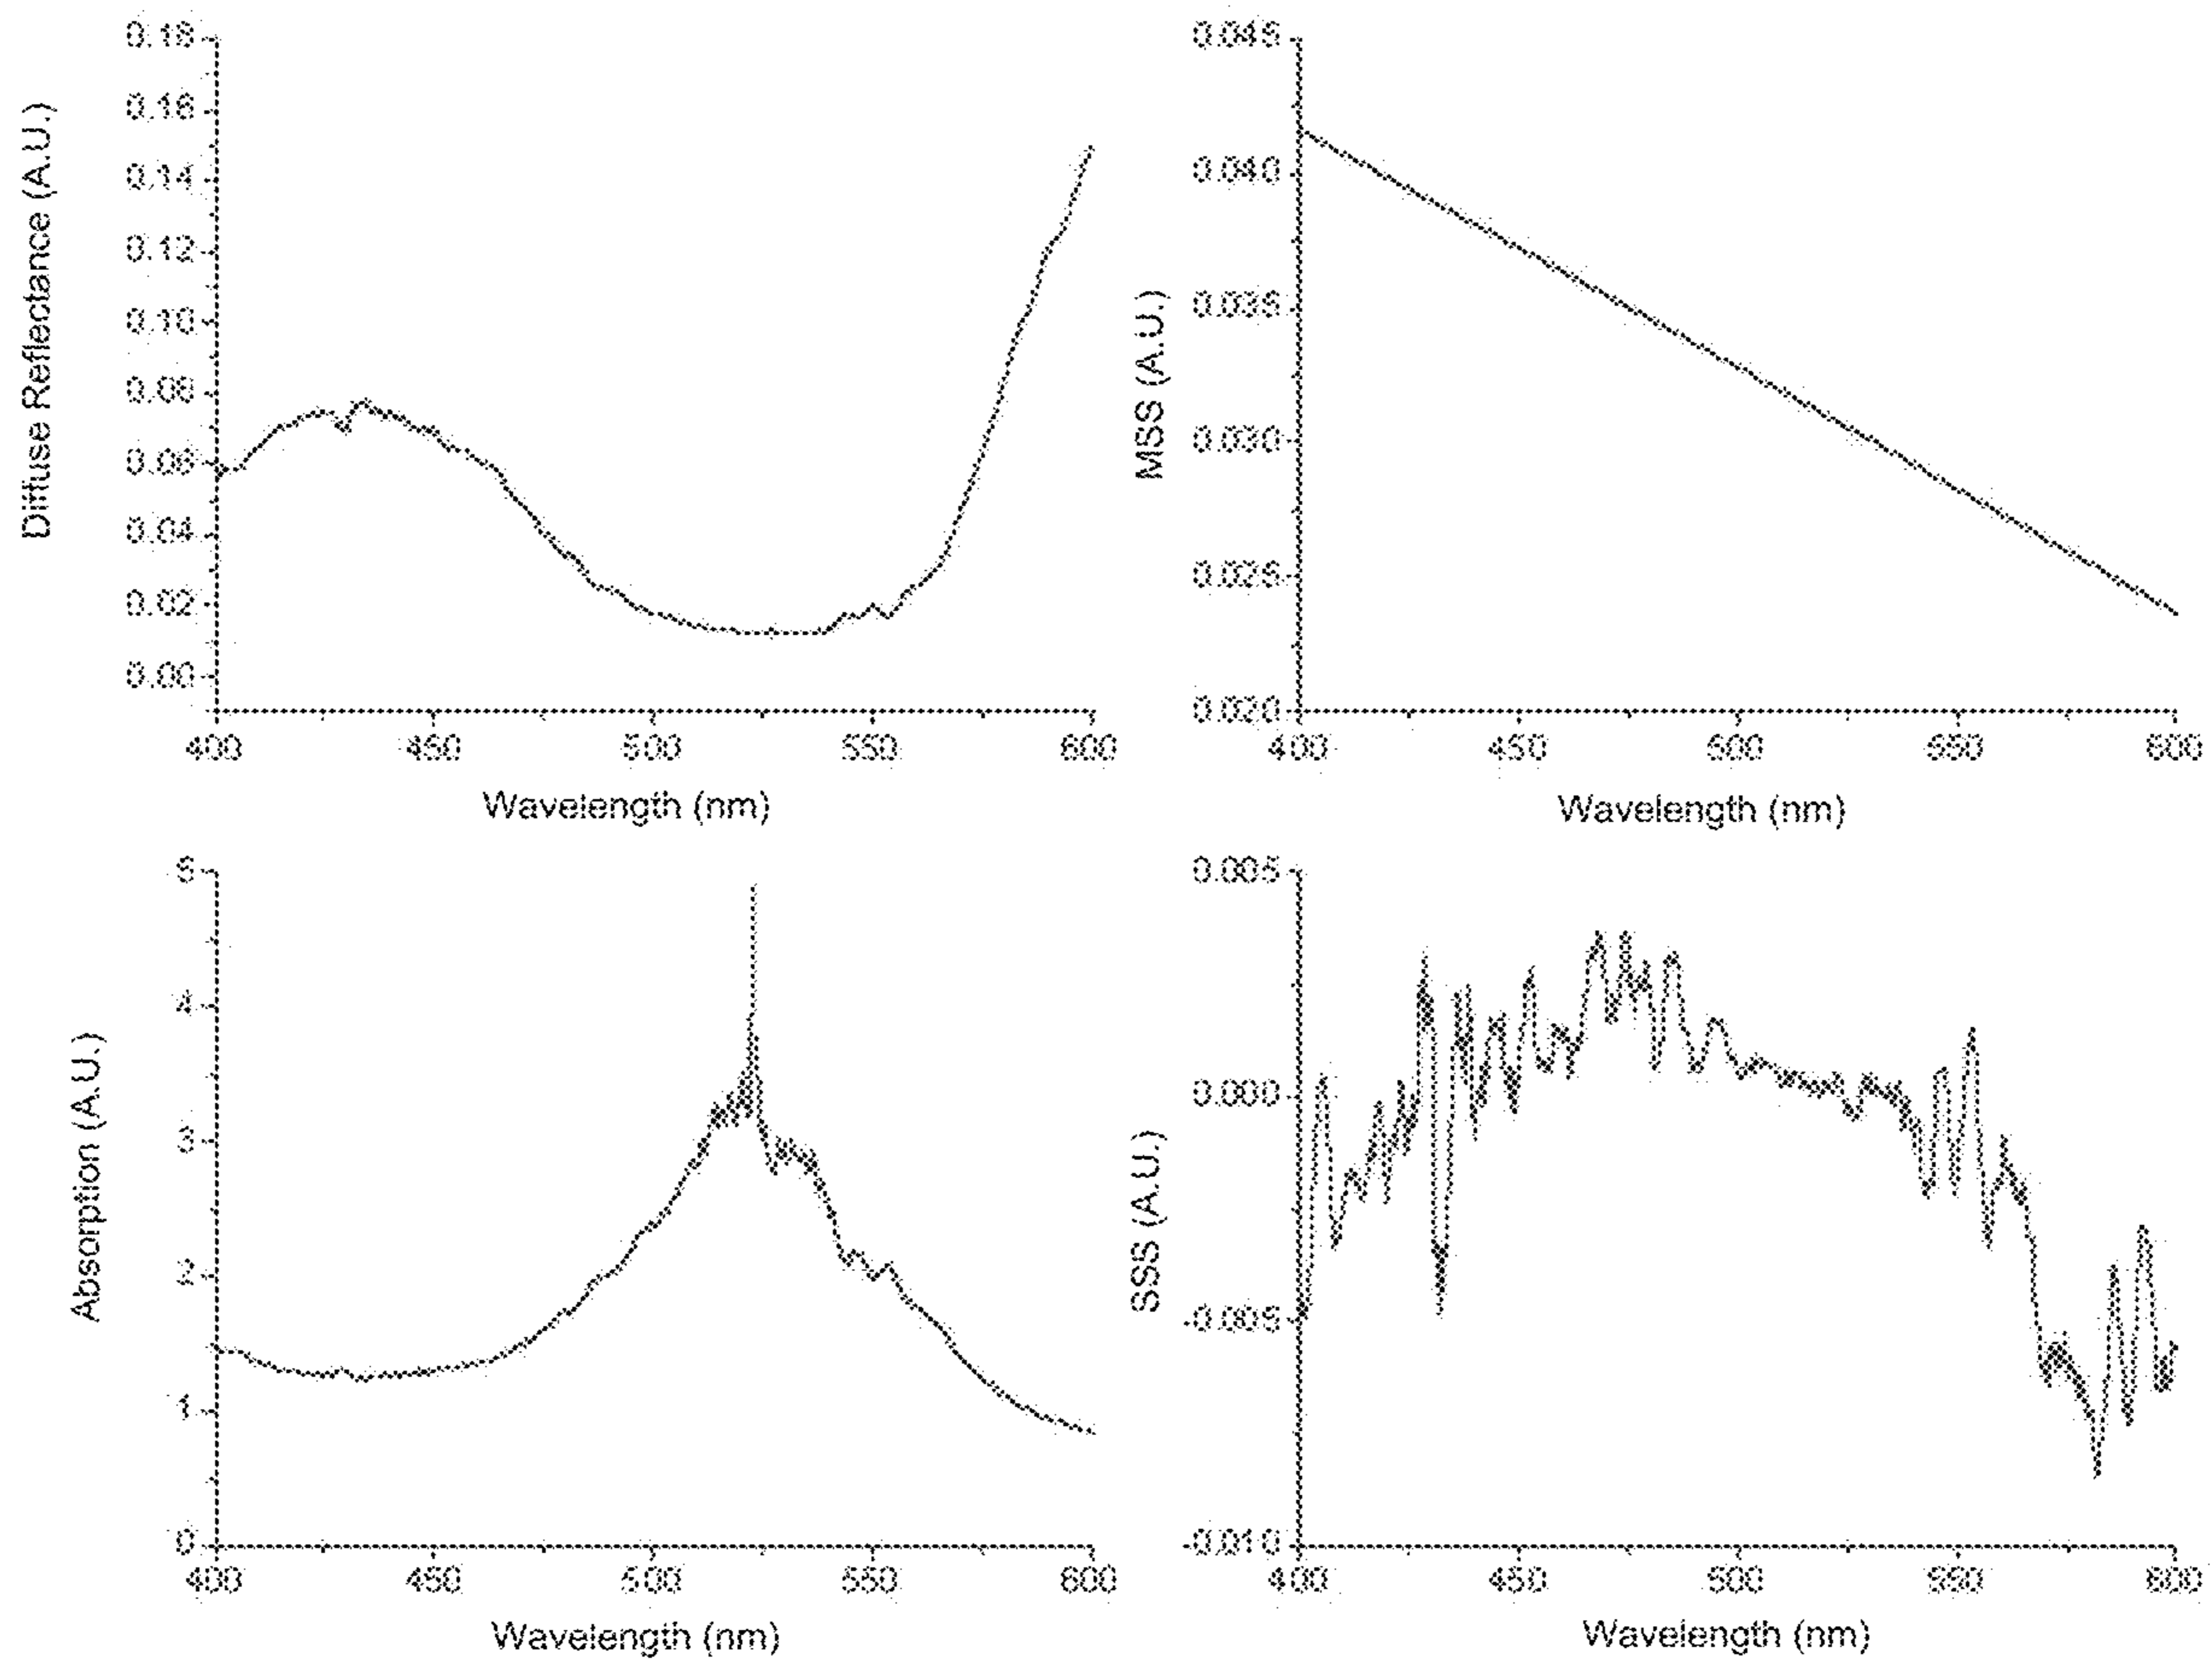 0.18
0.16
0.14
0.12
0.10
0.08
0.06
0.04
0.02
0.00
Diffuse Reflectance (A.U.)
400 450 500 550 600
Wavelength (nm)
0.045
0.040
0.035
0.030
0.025
0.020
MSS (A.U.)
400 450 500 550 600
Wavelength (nm)
5
4
3
2
1
0
Absorption (A.U.)
400 450 500 550 600
Wavelength (nm)
0.005
0.000
-0.005
-0.010
SSS (A.U.)
400 450 500 550 600
Wavelength (nm)